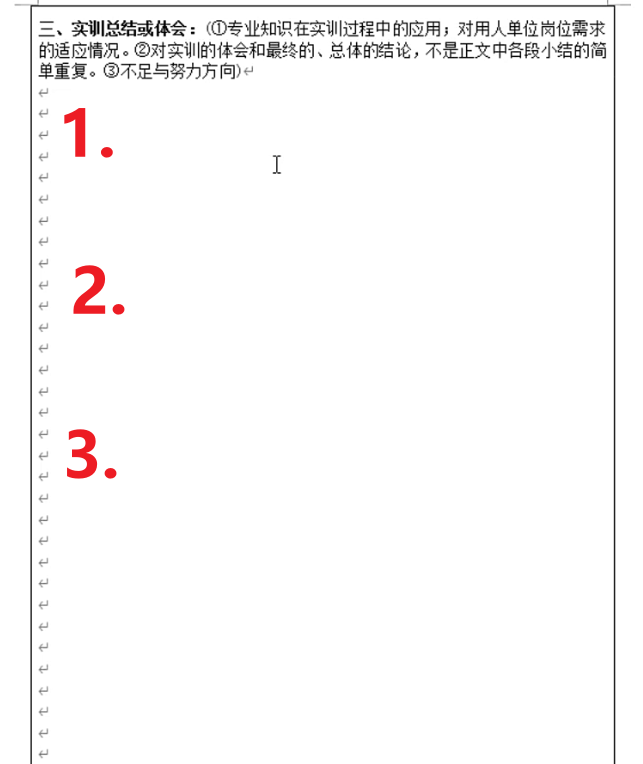 三、实训总结或体会：(①专业知识在实训过程中的应用；对用人单位岗位需求
的适应情况。②对实训的体会和最终的、总体的结论，不是正文中各段小结的简
单重复。③不足与努力方向)
1.
2.
3.